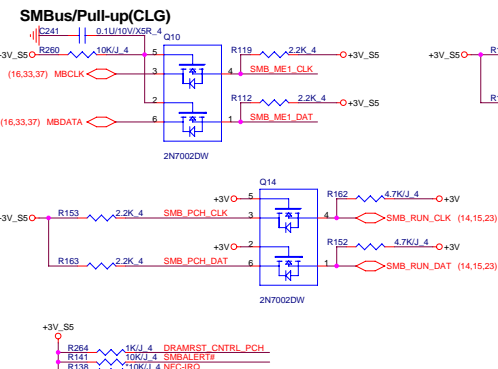 SMBus/Pull-up(CLG)
C241 0.1U/10V/X5R_4 Q10
+3V_S5 R260 10K/J_4 5 R119 2.2K_4 +3V_S5 +3V_S5
(16,33,37) MBCLK 3 4 SMB_ME1_CLK
2 R112 2.2K_4 +3V_S5
(16,33,37) MBDATA 6 1 SMB_ME1_DAT
2N7002DW
Q14
+3V 5 R162 4.7K/J_4 +3V
+3V_S5 R153 2.2K_4 SMB_PCH_CLK 3 4 SMB_RUN_CLK (14,15,23)
+3V 2 R152 4.7K/J_4 +3V
R163 2.2K_4 SMB_PCH_DAT 6 1 SMB_RUN_DAT (14,15,23)
2N7002DW
+3V_S5
R264 1K/J_4 DRAMRST_CNTRL_PCH
R141 10K/J_4 SMBALERT#
R138 10K/J_4